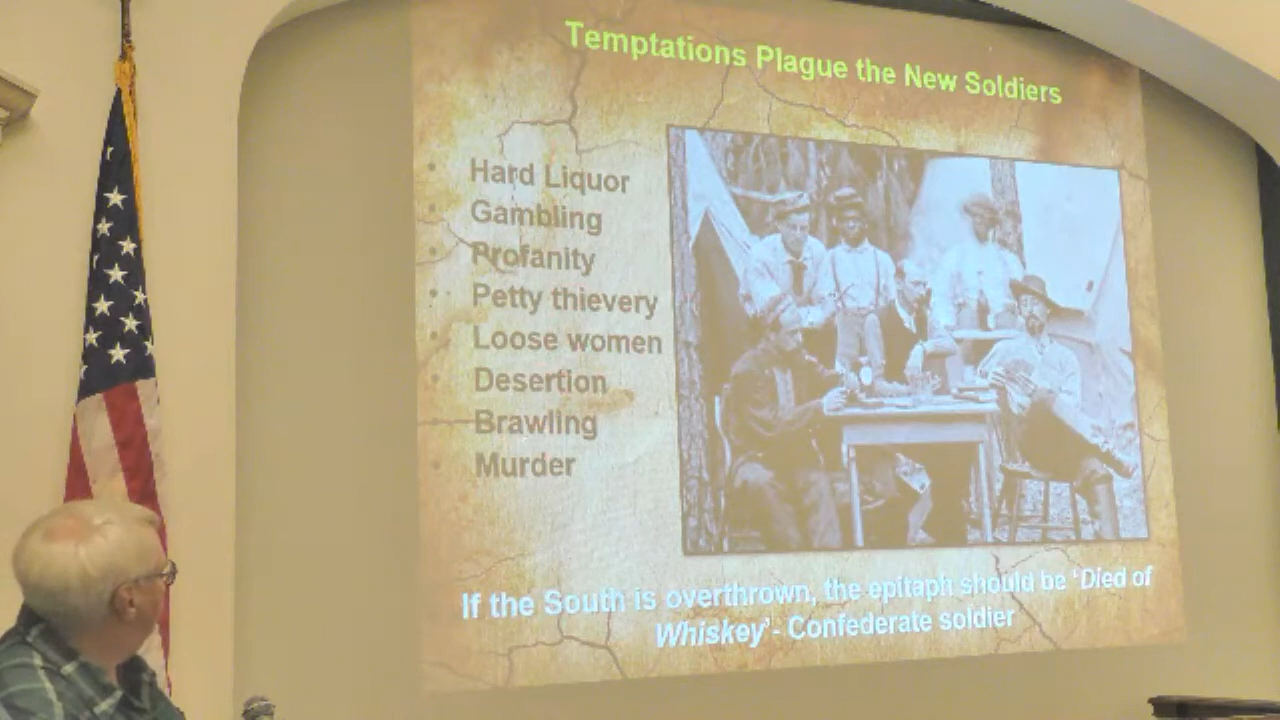 Temptations Plague the New Soldiers
• Hard Liquor
• Gambling
• Profanity
• Petty thievery
• Loose women
• Desertion
• Brawling
• Murder
If the South is overthrown, the epitaph should be ‘Died of
Whiskey’- Confederate soldier